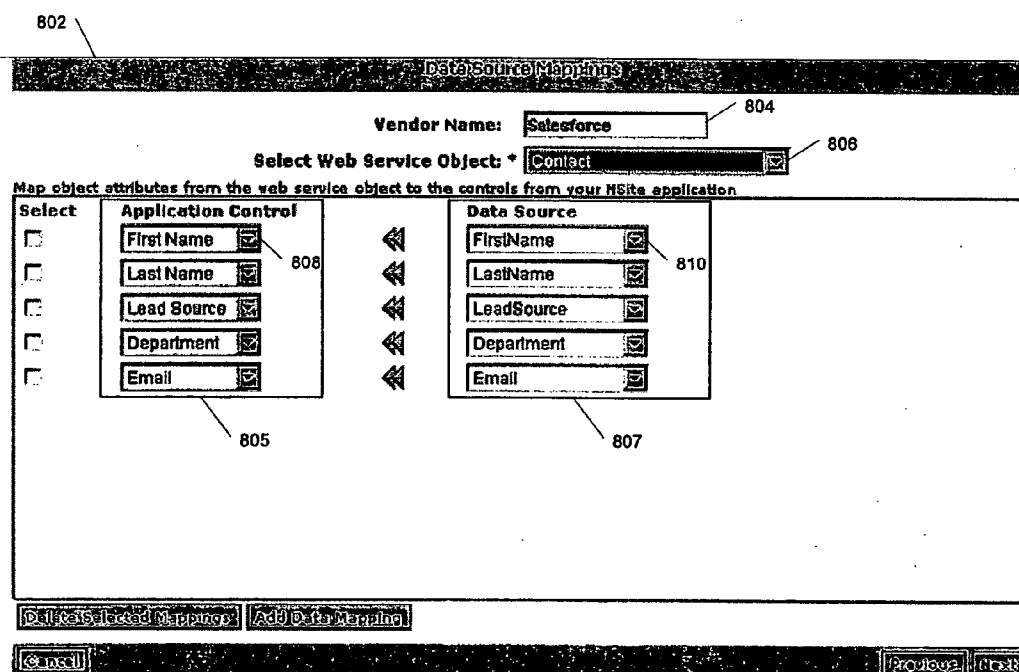 802
Data Source Mappings
Vendor Name: Salesforce 804
Select Web Service Object: * Contact 806
Map object attributes from the web service object to the controls from your NSite application
Select Application Control Data Source
First Name FirstName
808 810
Last Name LastName
Lead Source LeadSource
Department Department
Email Email
805 807
Delete Selected Mappings Add Data Mapping
Cancel Previous Next